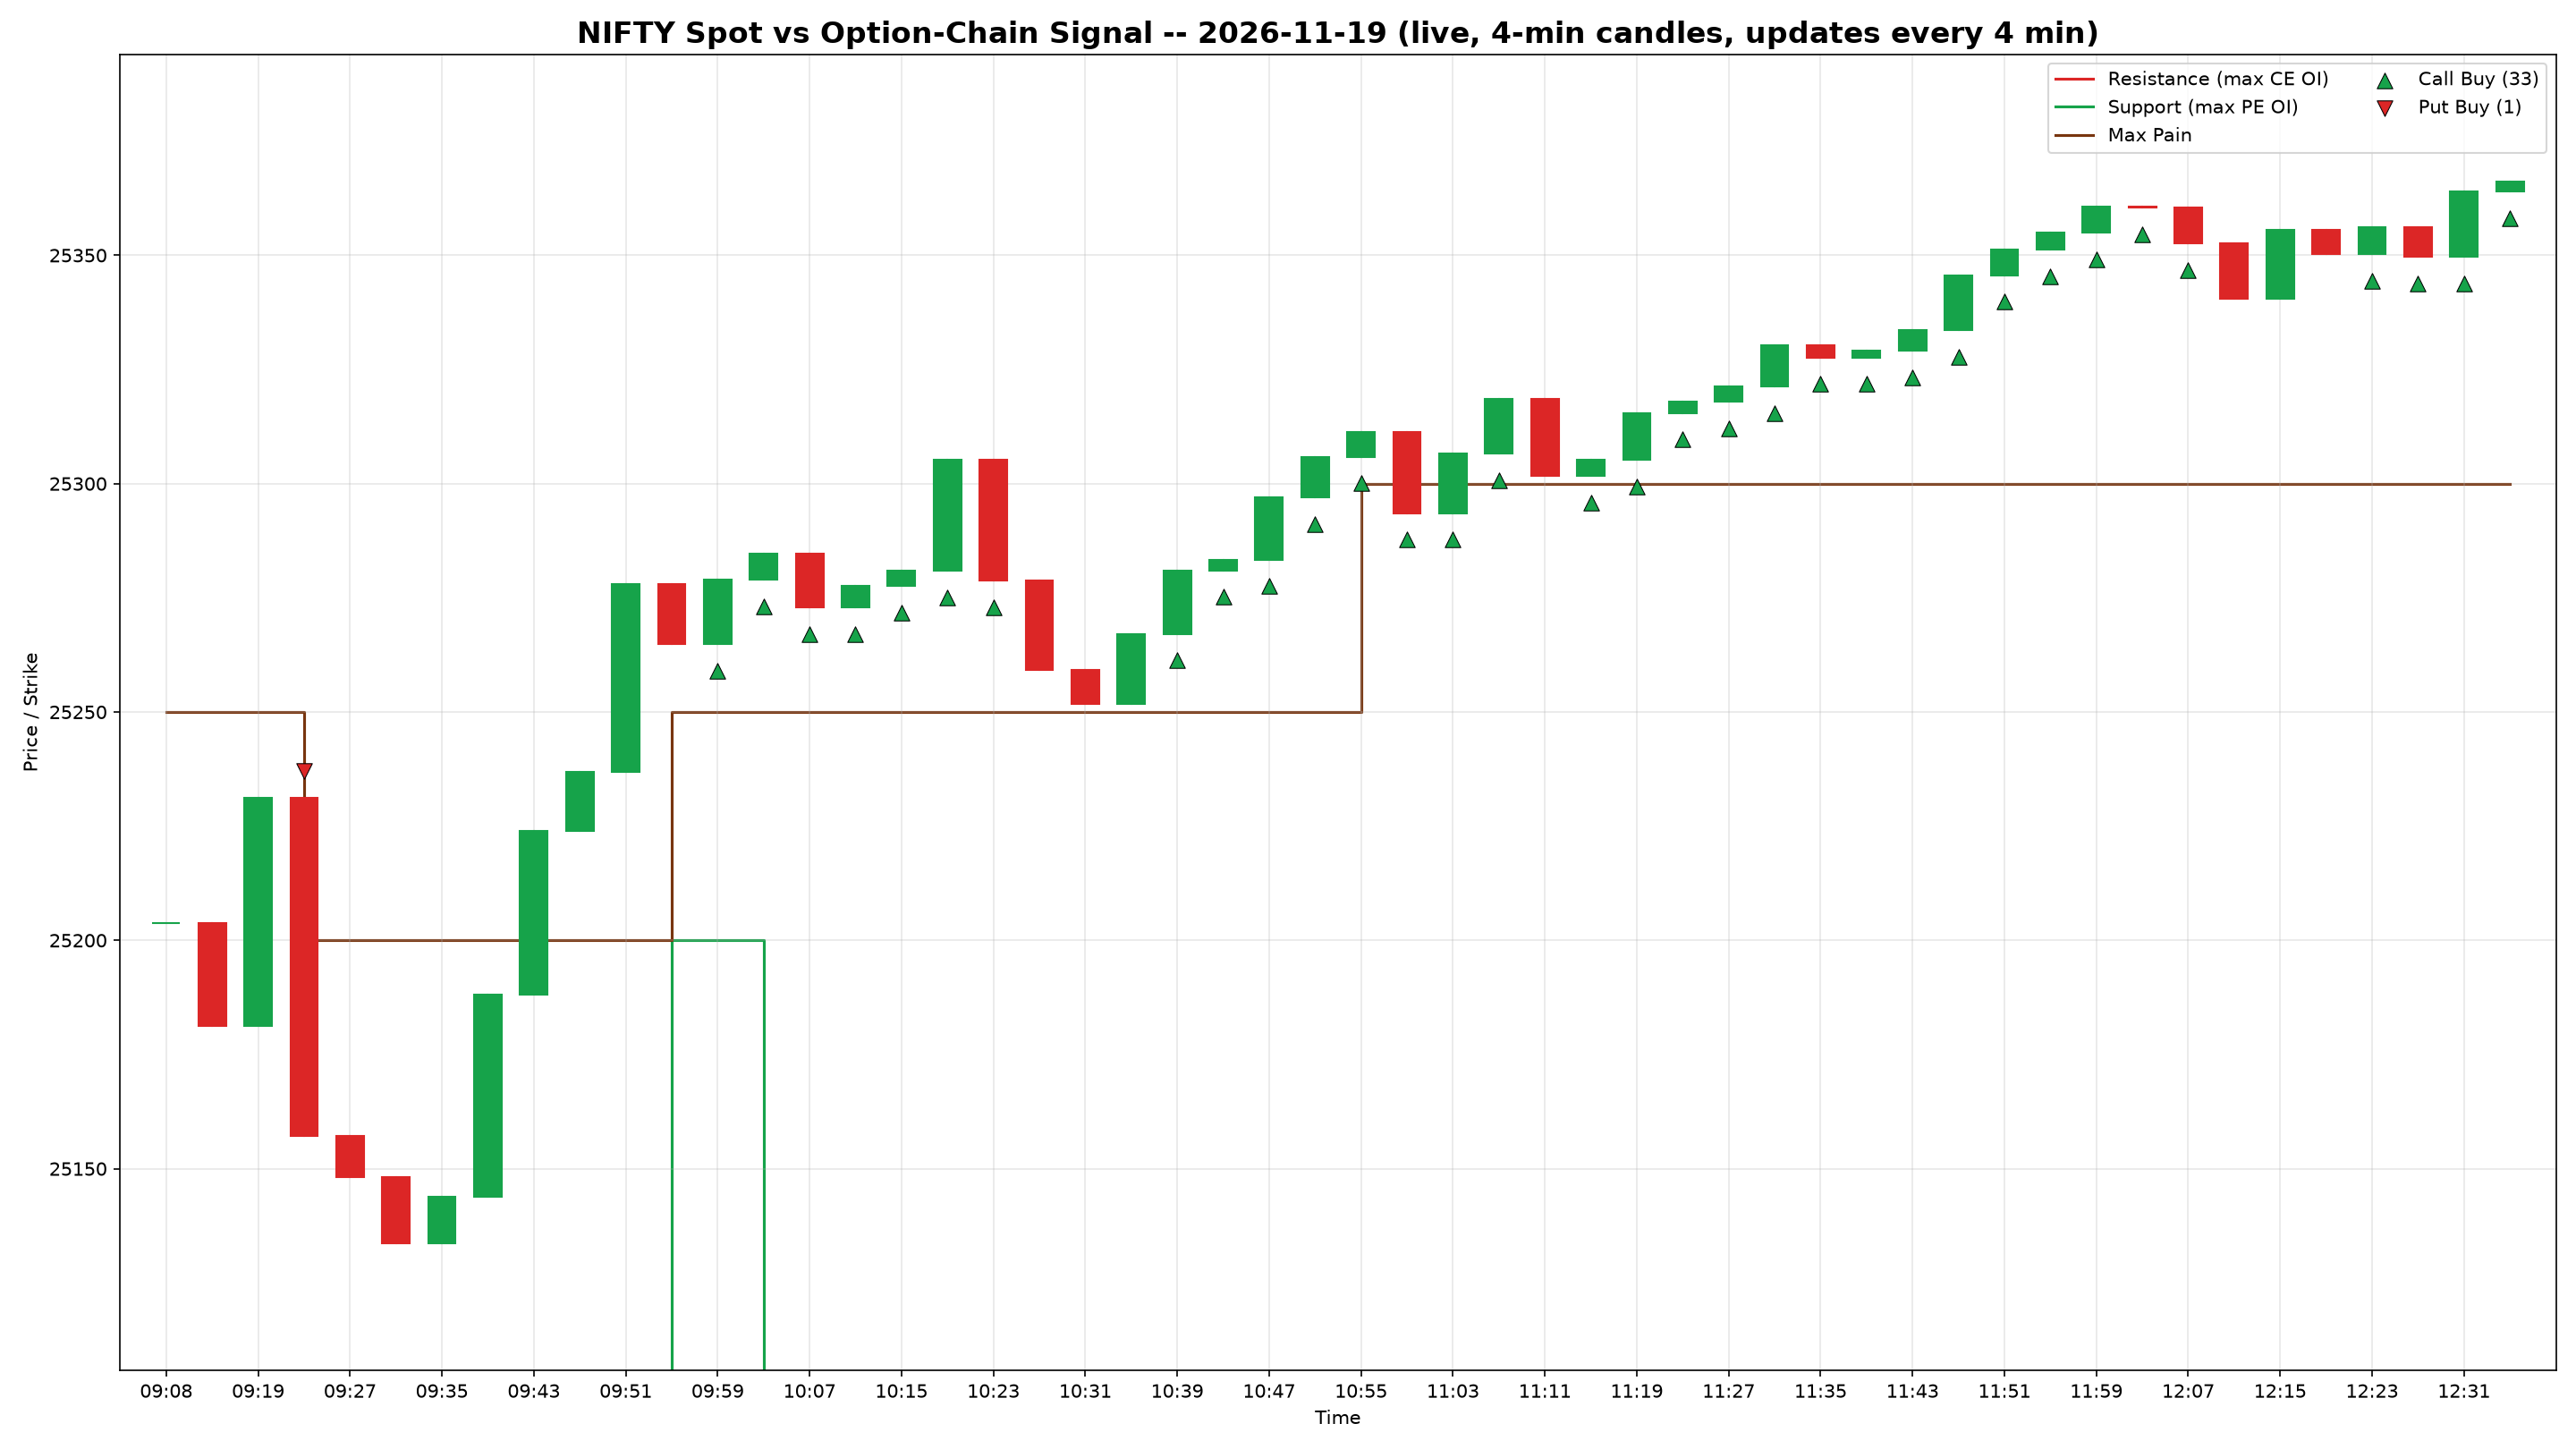 NIFTY Spot vs Option-Chain Signal -- 2026-11-19 (live, 4-min candles, updates every 4 min)
Resistance (max CE OI)
Support (max PE OI)
Max Pain
Call Buy (33)
Put Buy (1)
Price / Strike
25350
25300
25250
25200
25150
09:08 09:19 09:27 09:35 09:43 09:51 09:59 10:07 10:15 10:23 10:31 10:39 10:47 10:55 11:03 11:11 11:19 11:27 11:35 11:43 11:51 11:59 12:07 12:15 12:23 12:31
Time